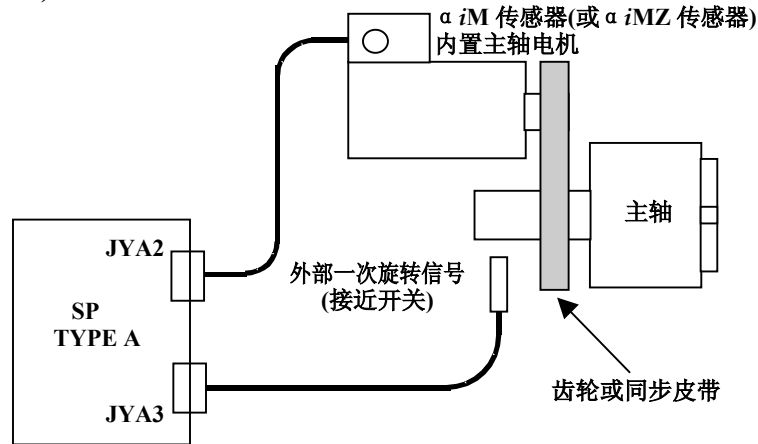 α iM 传感器(或α iMZ 传感器)
内置主轴电机
主轴
JYA2
外部一次旋转信号
(接近开关)
SP
TYPE A
齿轮或同步皮带
JYA3